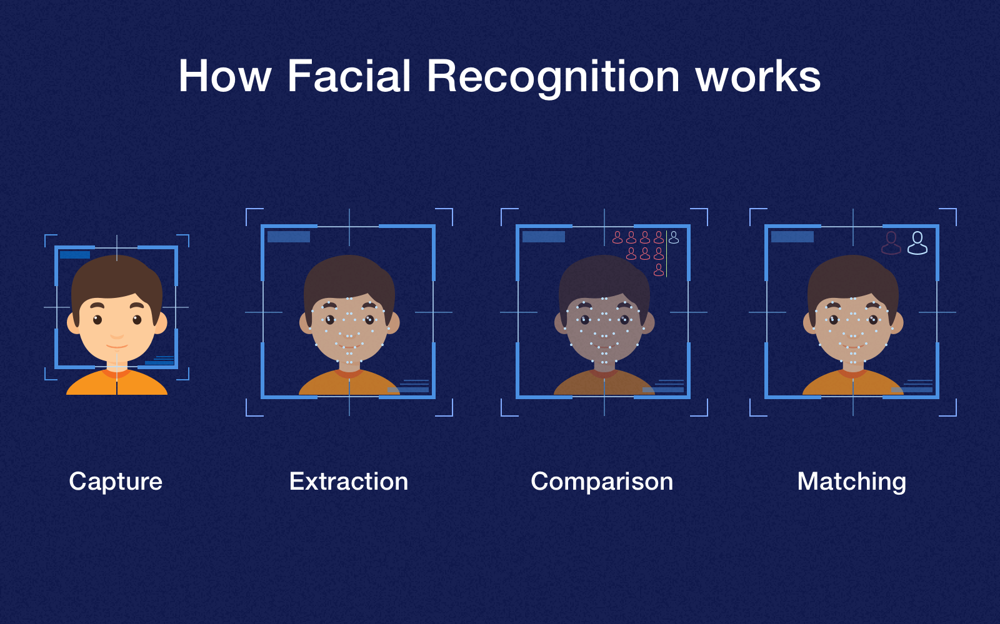 How Facial Recognition works
Capture
Extraction
Comparison
Matching